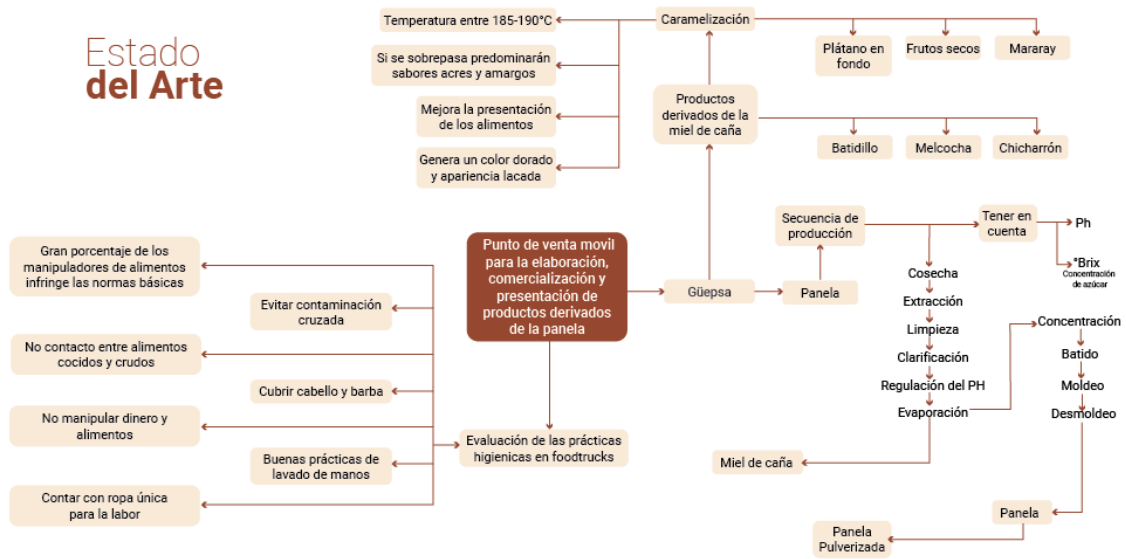 Estado
del Arte
Temperatura entre 185-190°C
Si se sobrepasa predominarán
sabores acres y amargos
Mejora la presentación
de los alimentos
Genera un color dorado
y apariencia lacada
Caramelización
Plátano en
fondo
Frutos secos
Mararay
Productos
derivados de la
miel de caña
Batidillo
Melcocha
Chicharrón
Punto de venta movil
para la elaboración,
comercialización y
presentación de
productos derivados
de la panela
Güepsa
Panela
Secuencia de
producción
Tener en
cuenta
Ph
°Brix
Concentración
de azúcar
Cosecha
Extracción
Limpieza
Clarificación
Regulación del PH
Evaporación
Concentración
Batido
Moldeo
Desmoldeo
Miel de caña
Panela
Panela
Pulverizada
Gran porcentaje de los
manipuladores de alimentos
infringe las normas básicas
Evitar contaminación
cruzada
No contacto entre alimentos
cocidos y crudos
Cubrir cabello y barba
No manipular dinero y
alimentos
Buenas prácticas de
lavado de manos
Contar con ropa única
para la labor
Evaluación de las prácticas
higienicas en foodtrucks